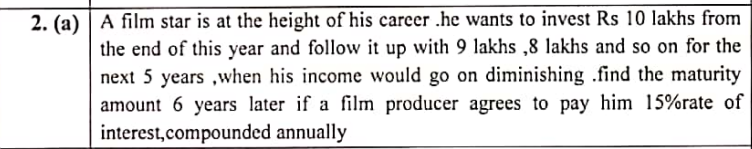 2. (a) A film star is at the height of his career .he wants to invest Rs 10 lakhs from
the end of this year and follow it up with 9 lakhs ,8 lakhs and so on for the
next 5 years ,when his income would go on diminishing .find the maturity
amount 6 years later if a film producer agrees to pay him 15%rate of
interest,compounded annually